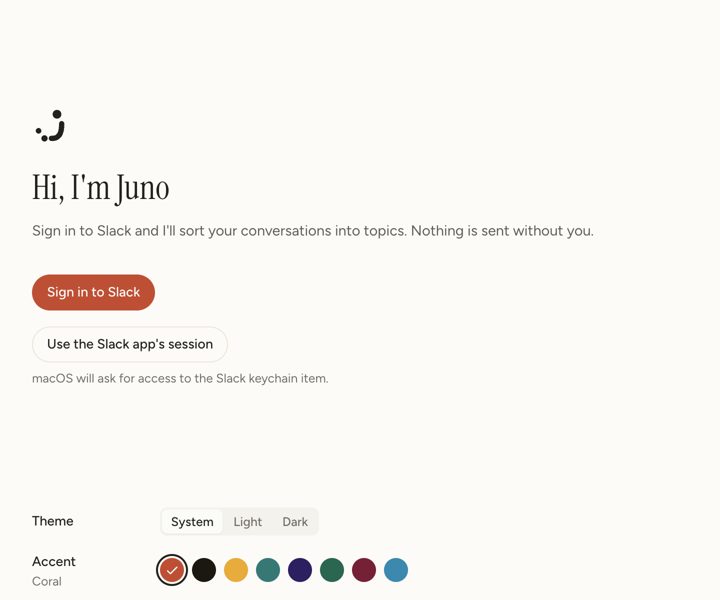 Hi, I'm Juno
Sign in to Slack and I'll sort your conversations into topics. Nothing is sent without you.
Sign in to Slack
Use the Slack app's session
macOS will ask for access to the Slack keychain item.
Theme
System Light Dark
Accent
Coral